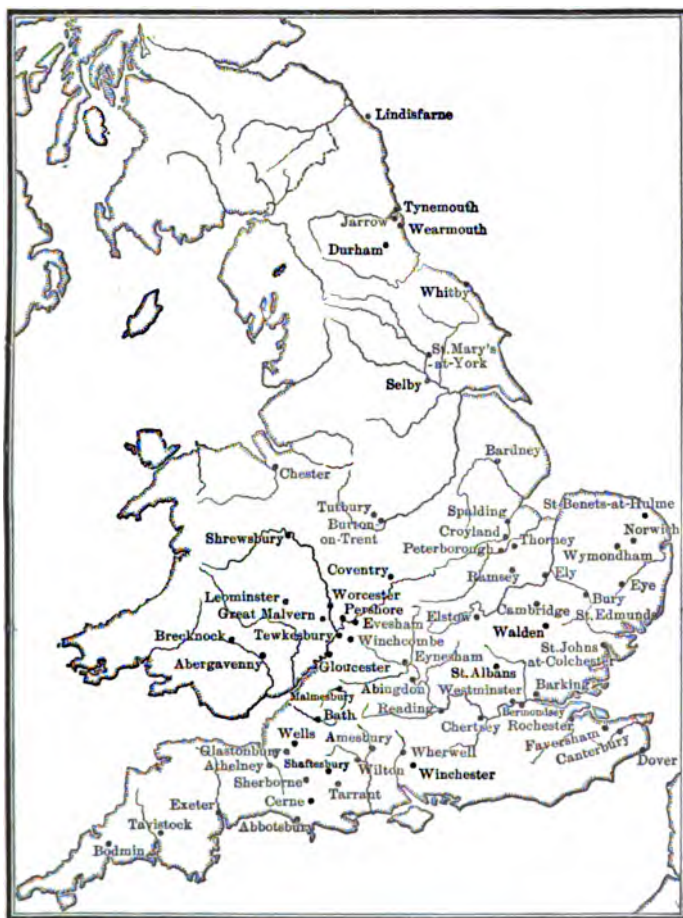 Lindisfarne
Tynemouth
Jarrow
Wearmouth
Durham
Whitby
St.Mary's
-at-York
Selby
Bardney
Chester
Tutbury
Burton-
on-Trent
Spalding
Croyland
Thorney
Peterborough
St-Benets-at-Hulme
Norwich
Wymondham
Shrewsbury
Coventry
Ramsey
Ely
Eye
Bury
St.Edmunds
Leominster
Worcester
Great Malvern
Pershore
Evesham
Elstow
Cambridge
Walden
Brecknock
Tewkesbury
Winchcombe
Abergavenny
Gloucester
Eynesham
St.Albans
St.Johns
at-Colchester
Malmesbury
Abingdon
Westminster
Barking
Bath
Reading
Chertsey
Bermondsey
Rochester
Faversham
Canterbury
Dover
Wells
Amesbury
Glastonbury
Athelney
Shaftesbury
Wilton
Wherwell
Winchester
Sherborne
Tarrant
Cerne
Exeter
Abbotsbury
Tavistock
Bodmin